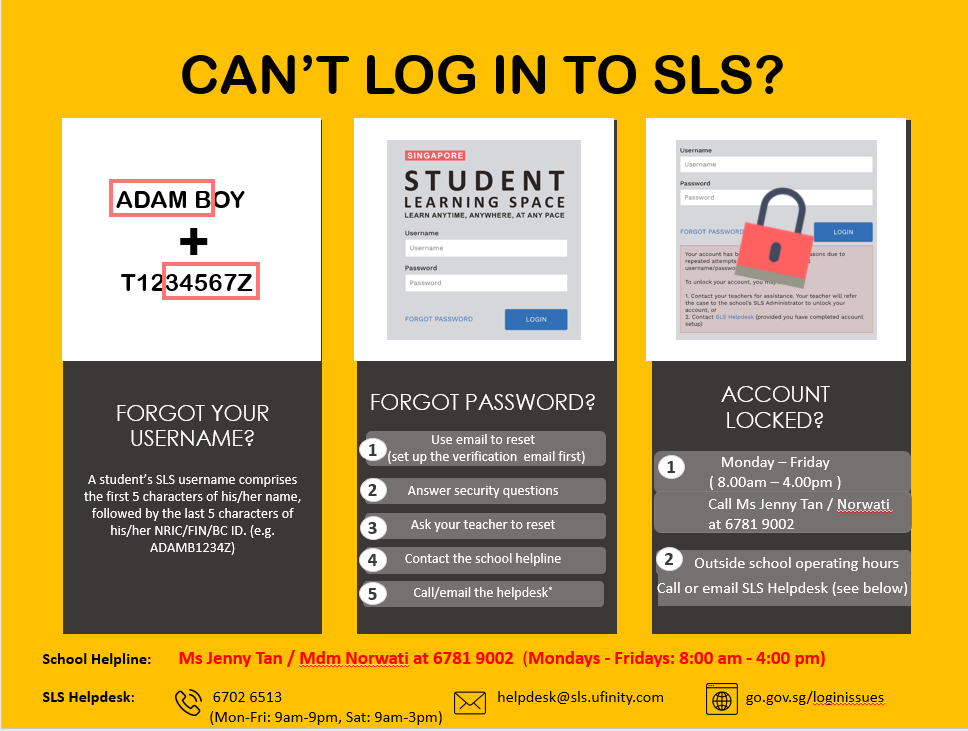 CAN'T LOG IN TO SLS?
ADAM BOY
+
T1234567Z
FORGOT YOUR
USERNAME?
A student's SLS username comprises
the first 5 characters of his/her name,
followed by the last 5 characters of
his/her NRIC/FIN/BC ID. (e.g.
ADAMB1234Z)
SINGAPORE
STUDENT
LEARNING SPACE
LEARN ANYTIME, ANYWHERE, AT ANY PACE
Username
Username
Password
Password
FORGOT PASSWORD
LOGIN
FORGOT PASSWORD?
1
Use email to reset
(set up the verification email first)
2 Answer security questions
3 Ask your teacher to reset
4 Contact the school helpline
5 Call/email the helpdesk*
Username
Username
Password
Password
FORGOT PASSWORD
LOGIN
Your account has be asons due to
repeated attempts
username/passwo
To unlock your account, you may
1. Contact your teachers for assistance. Your teacher will refer
the case to the school's SLS Administrator to unlock your
account, or
2. Contact SLS Helpdesk (provided you have completed account
setup)
ACCOUNT
LOCKED?
1 Monday – Friday
( 8.00am – 4.00pm )
Call Ms Jenny Tan / Norwati
at 6781 9002
2 Outside school operating hours
Call or email SLS Helpdesk (see below)
School Helpline: Ms Jenny Tan / Mdm Norwati at 6781 9002 (Mondays - Fridays: 8:00 am - 4:00 pm)
SLS Helpdesk: 6702 6513 helpdesk@sls.ufinity.com go.gov.sg/loginissues
(Mon-Fri: 9am-9pm, Sat: 9am-3pm)